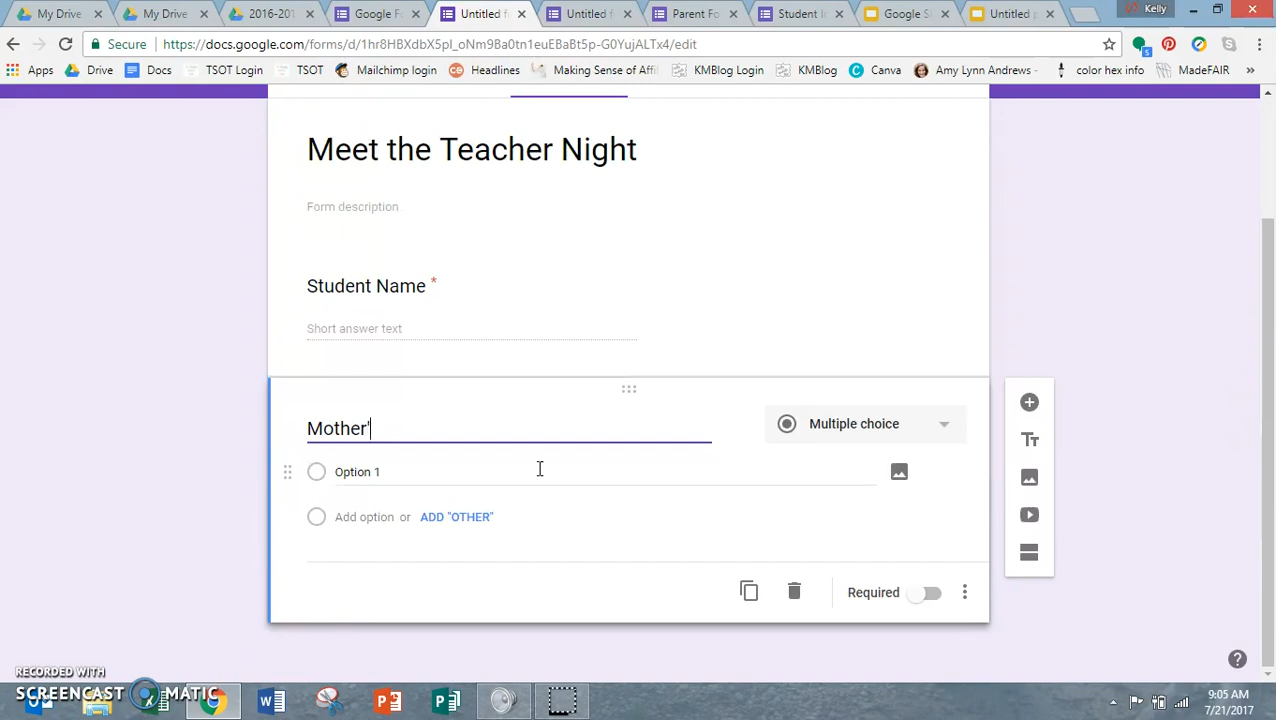 My Drive
My Drive
2016-201
Google Fo
Untitled f
Untitled f
Parent Fo
Student I
Google Sl
Untitled p
Kelly
Secure
https://docs.google.com/forms/d/1hr8HBXdbX5pl_oNm9Ta0tn1euEBaBt5p-G0YujALTx4/edit
5
Apps
Drive
Docs
TSOT Login
TSOT
Mailchimp login
Headlines
Making Sense of Affil
KMBlog Login
KMBlog
Canva
Amy Lynn Andrews -
color hex info
MadeFAIR
»
Meet the Teacher Night
Form description
Student Name *
Short answer text
Mother'
Multiple choice
Option 1
Add option or ADD "OTHER"
Required
RECORDED WITH
SCREENCAST MATIC
9:05 AM
7/21/2017